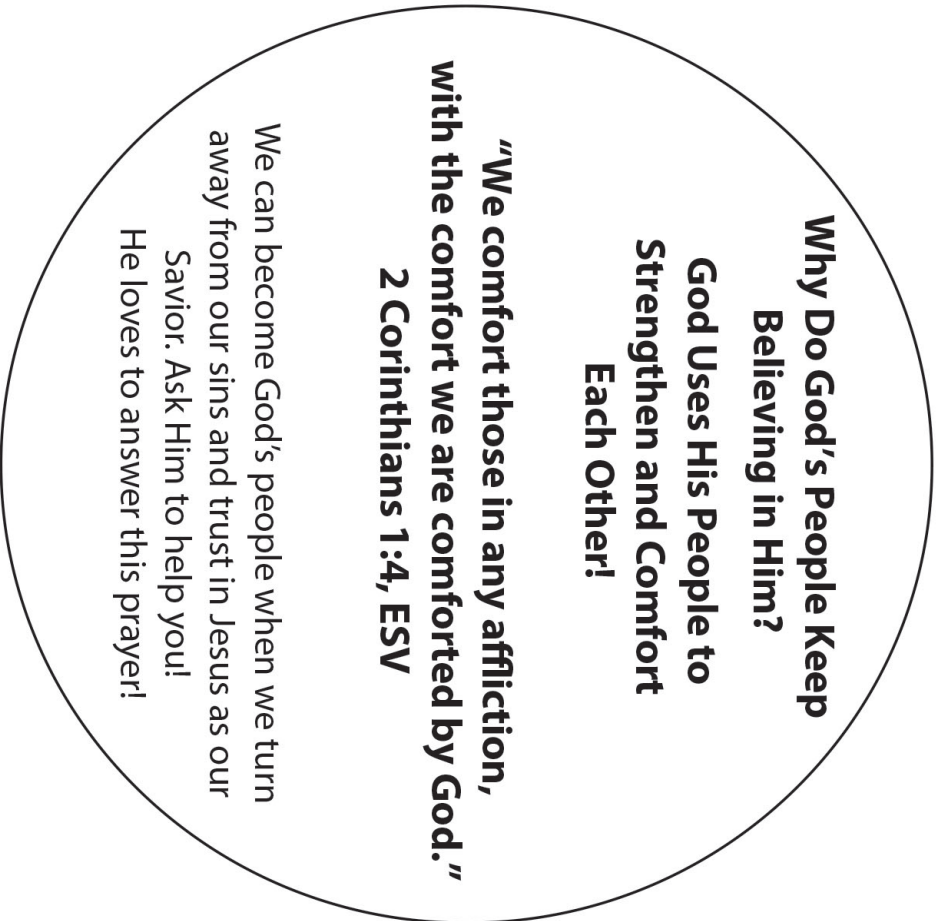 Why Do God's People Keep
Believing in Him?
God Uses His People to
Strengthen and Comfort
Each Other!
"We comfort those in any affliction,
with the comfort we are comforted by God."
2 Corinthians 1:4, ESV
We can become God's people when we turn
away from our sins and trust in Jesus as our
Savior. Ask Him to help you!
He loves to answer this prayer!